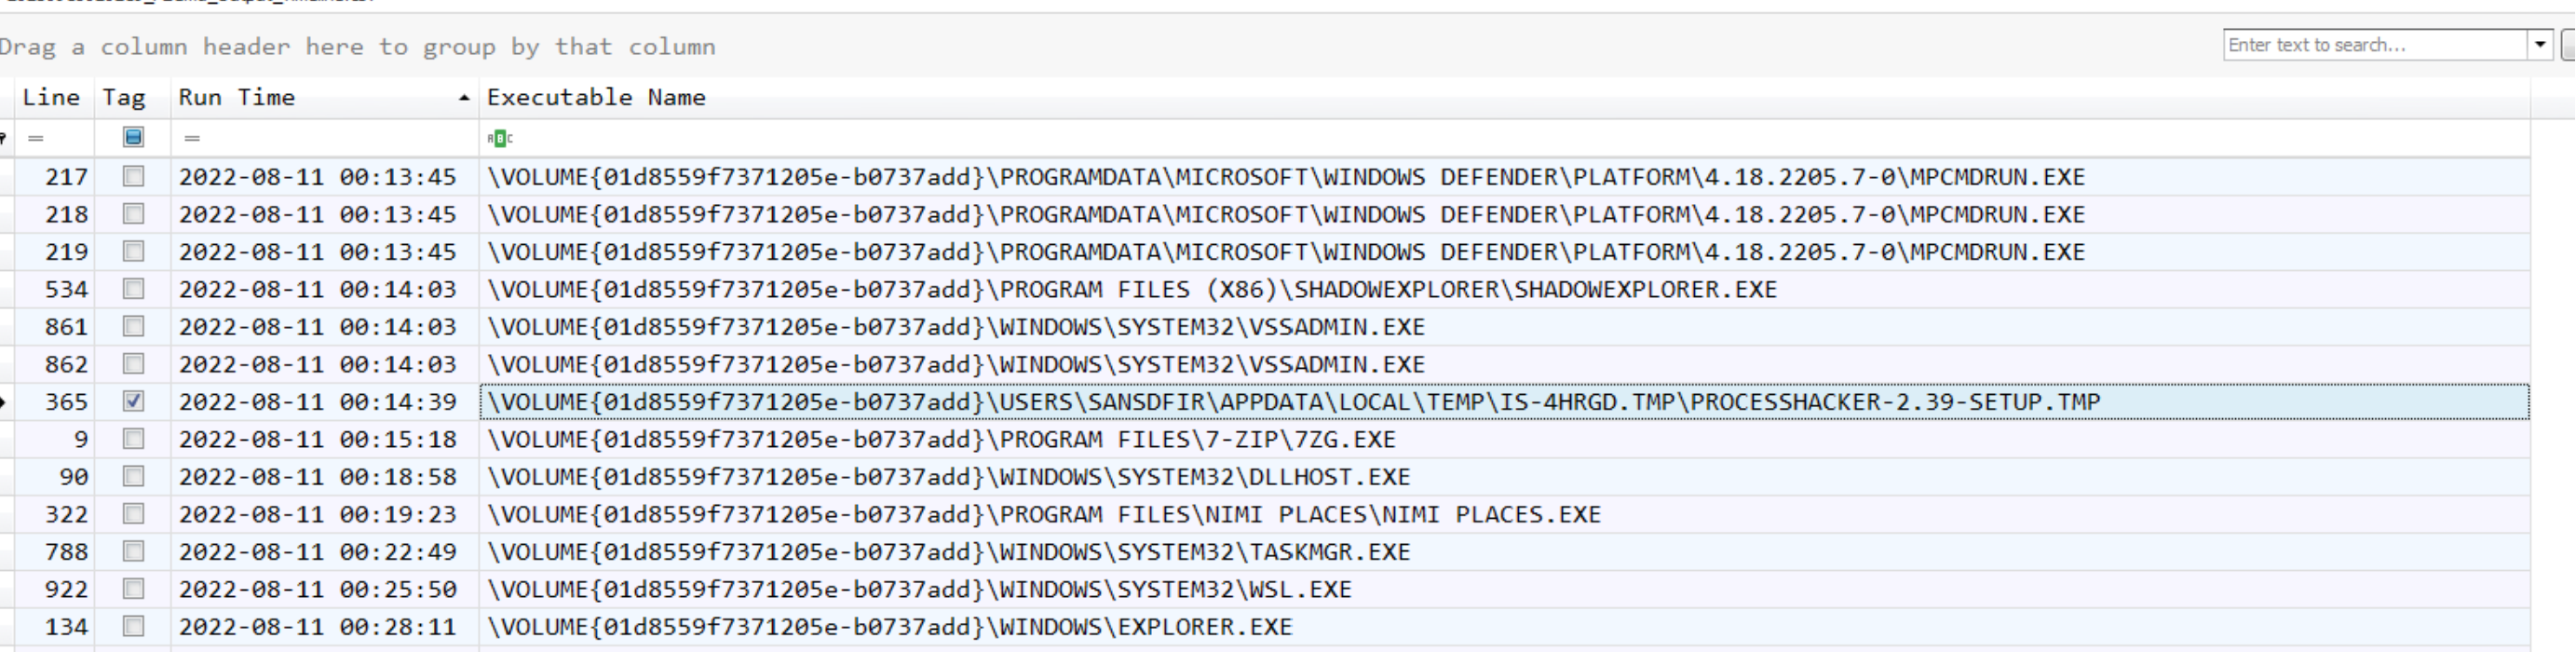 Drag a column header here to group by that column
Enter text to search...
Line Tag Run Time Executable Name
= = ABC
217 2022-08-11 00:13:45 \VOLUME{01d8559f7371205e-b0737add}\PROGRAMDATA\MICROSOFT\WINDOWS DEFENDER\PLATFORM\4.18.2205.7-0\MPCMDRUN.EXE
218 2022-08-11 00:13:45 \VOLUME{01d8559f7371205e-b0737add}\PROGRAMDATA\MICROSOFT\WINDOWS DEFENDER\PLATFORM\4.18.2205.7-0\MPCMDRUN.EXE
219 2022-08-11 00:13:45 \VOLUME{01d8559f7371205e-b0737add}\PROGRAMDATA\MICROSOFT\WINDOWS DEFENDER\PLATFORM\4.18.2205.7-0\MPCMDRUN.EXE
534 2022-08-11 00:14:03 \VOLUME{01d8559f7371205e-b0737add}\PROGRAM FILES (X86)\SHADOWEXPLORER\SHADOWEXPLORER.EXE
861 2022-08-11 00:14:03 \VOLUME{01d8559f7371205e-b0737add}\WINDOWS\SYSTEM32\VSSADMIN.EXE
862 2022-08-11 00:14:03 \VOLUME{01d8559f7371205e-b0737add}\WINDOWS\SYSTEM32\VSSADMIN.EXE
365 2022-08-11 00:14:39 \VOLUME{01d8559f7371205e-b0737add}\USERS\SANSDFIR\APPDATA\LOCAL\TEMP\IS-4HRGD.TMP\PROCESSHACKER-2.39-SETUP.TMP
9 2022-08-11 00:15:18 \VOLUME{01d8559f7371205e-b0737add}\PROGRAM FILES\7-ZIP\7ZG.EXE
90 2022-08-11 00:18:58 \VOLUME{01d8559f7371205e-b0737add}\WINDOWS\SYSTEM32\DLLHOST.EXE
322 2022-08-11 00:19:23 \VOLUME{01d8559f7371205e-b0737add}\PROGRAM FILES\NIMI PLACES\NIMI PLACES.EXE
788 2022-08-11 00:22:49 \VOLUME{01d8559f7371205e-b0737add}\WINDOWS\SYSTEM32\TASKMGR.EXE
922 2022-08-11 00:25:50 \VOLUME{01d8559f7371205e-b0737add}\WINDOWS\SYSTEM32\WSL.EXE
134 2022-08-11 00:28:11 \VOLUME{01d8559f7371205e-b0737add}\WINDOWS\EXPLORER.EXE